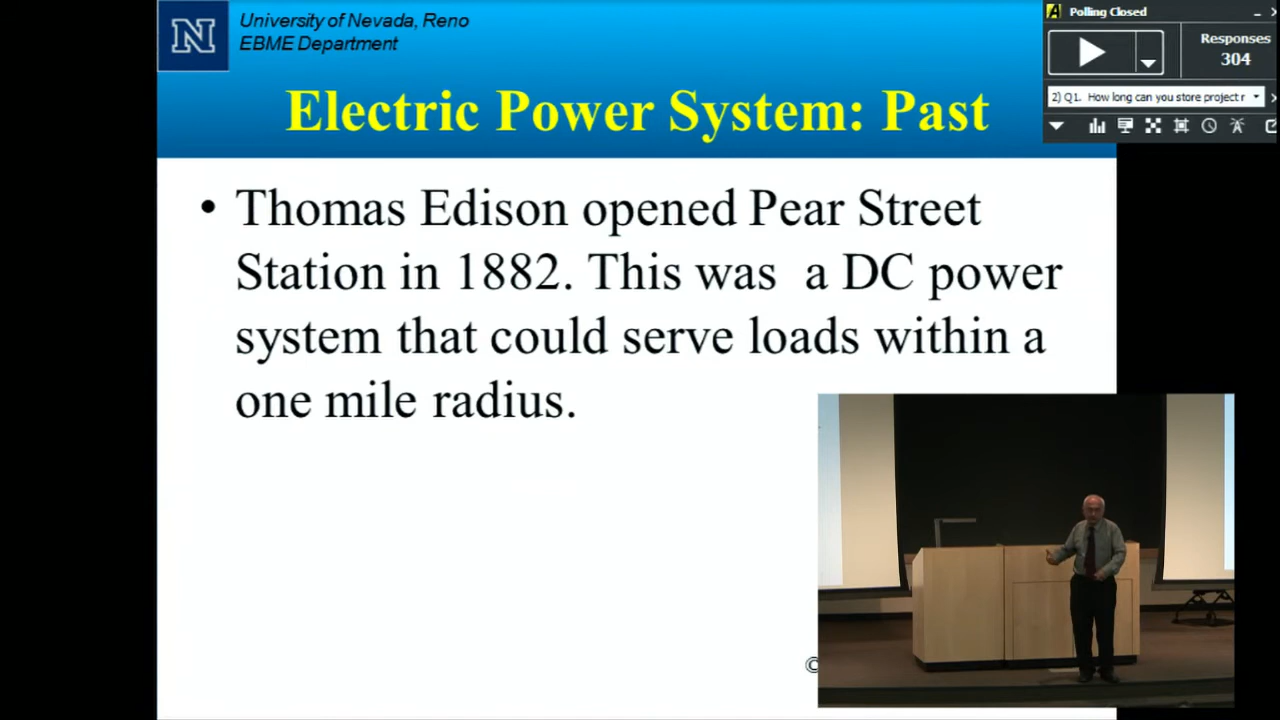 University of Nevada, Reno
EBME Department
Electric Power System: Past
• Thomas Edison opened Pear Street
Station in 1882. This was a DC power
system that could serve loads within a
one mile radius.
©
Polling Closed
Responses
304
2) Q1. How long can you store project r